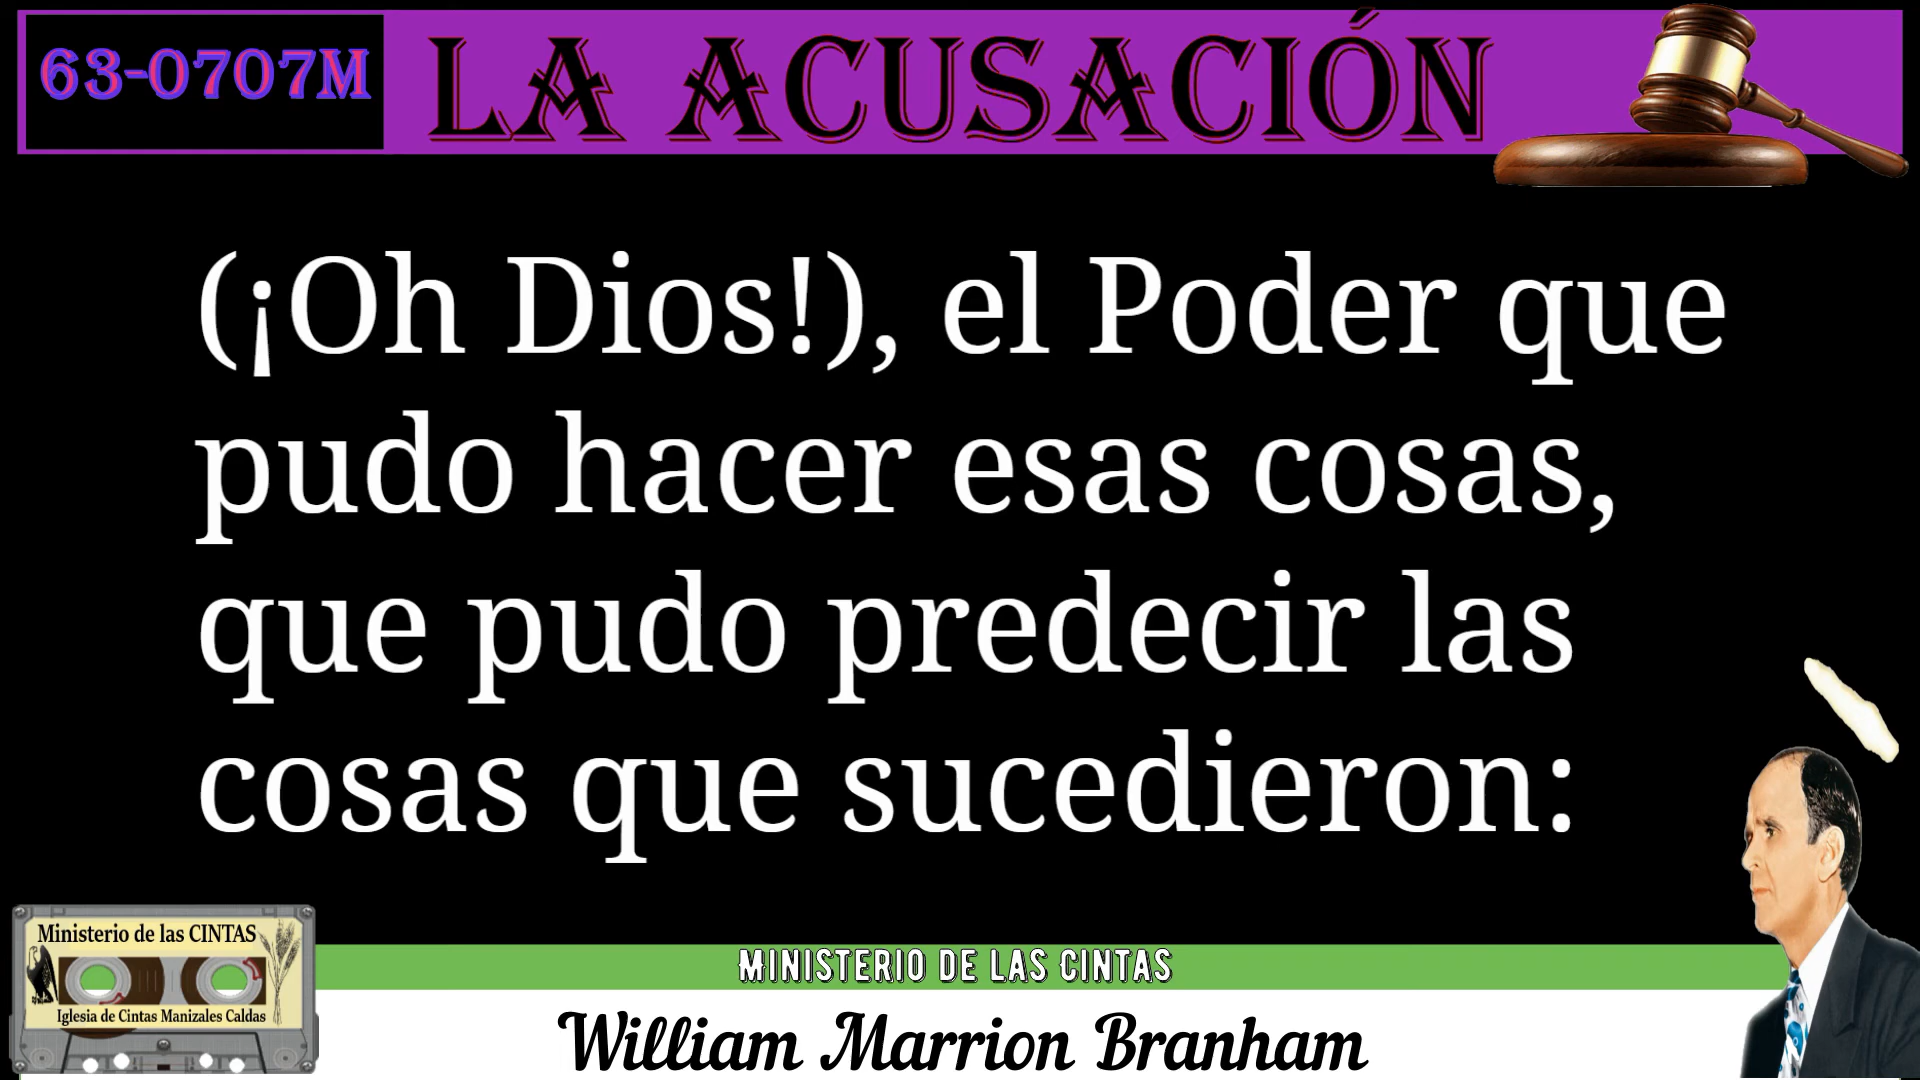 63-0707M
LA ACUSACIÓN
(¡Oh Dios!), el Poder que
pudo hacer esas cosas,
que pudo predecir las
cosas que sucedieron:
Ministerio de las CINTAS
Iglesia de Cintas Manizales Caldas
MINISTERIO DE LAS CINTAS
William Marrion Branham